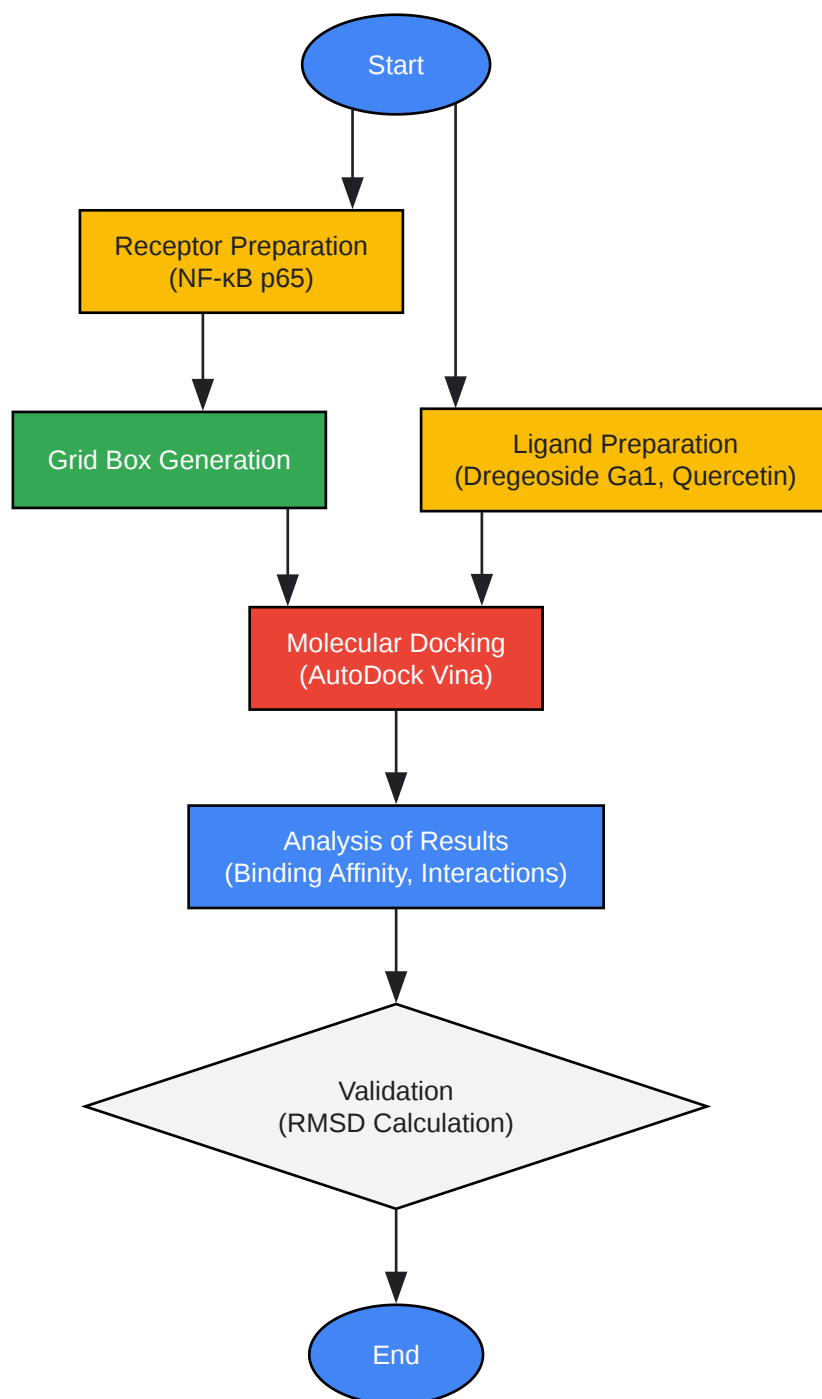 Start
Receptor Preparation
(NF-κB p65)
Grid Box Generation
Ligand Preparation
(Dregeoside Ga1, Quercetin)
Molecular Docking
(AutoDock Vina)
Analysis of Results
(Binding Affinity, Interactions)
Validation
(RMSD Calculation)
End